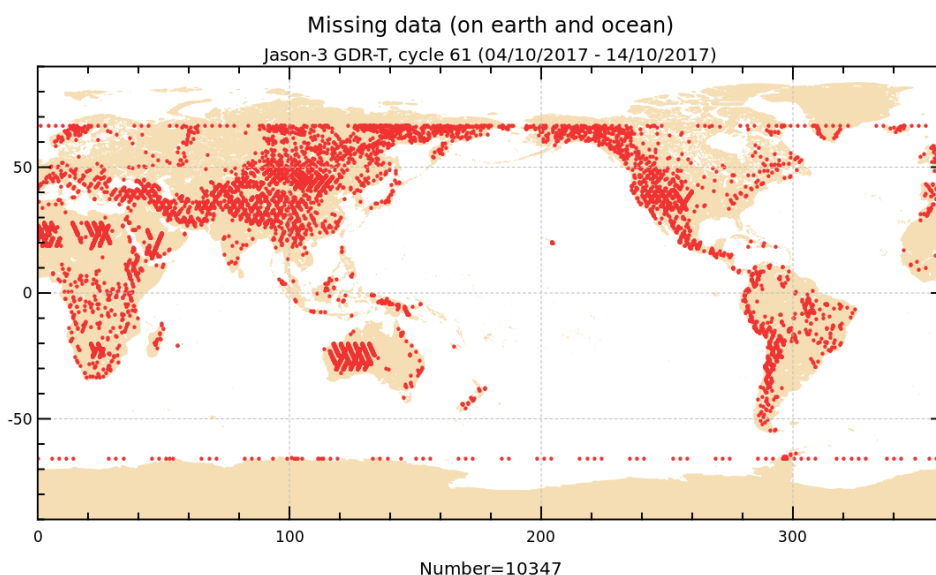 Missing data (on earth and ocean)
Jason-3 GDR-T, cycle 61 (04/10/2017 - 14/10/2017)
50
0
-50
0 100 200 300
Number=10347